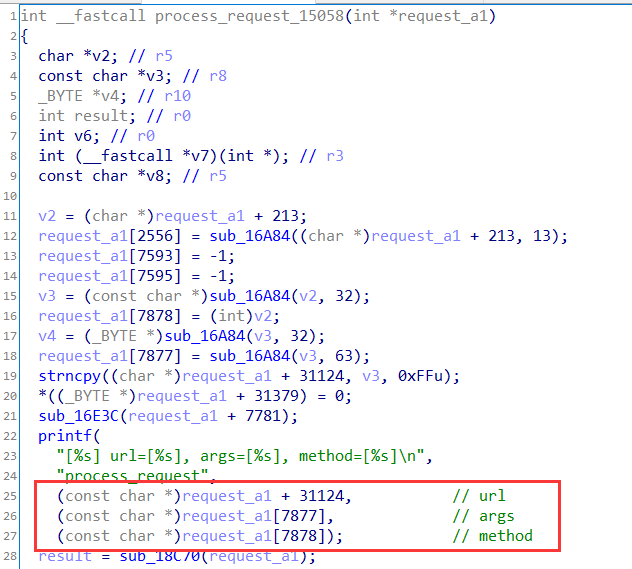 1 int __fastcall process_request_15058(int *request_a1)
2 {
3 char *v2; // r5
4 const char *v3; // r8
5 _BYTE *v4; // r10
6 int result; // r0
7 int v6; // r0
8 int (__fastcall *v7)(int *); // r3
9 const char *v8; // r5
10
11 v2 = (char *)request_a1 + 213;
12 request_a1[2556] = sub_16A84((char *)request_a1 + 213, 13);
13 request_a1[7593] = -1;
14 request_a1[7595] = -1;
15 v3 = (const char *)sub_16A84(v2, 32);
16 request_a1[7878] = (int)v2;
17 v4 = (_BYTE *)sub_16A84(v3, 32);
18 request_a1[7877] = sub_16A84(v3, 63);
19 strncpy((char *)request_a1 + 31124, v3, 0xFFu);
20 *((_BYTE *)request_a1 + 31379) = 0;
21 sub_16E3C(request_a1 + 7781);
22 printf(
23 "[%s] url=[%s], args=[%s], method=[%s]\n",
24 "process_request",
25 (const char *)request_a1 + 31124, // url
26 (const char *)request_a1[7877], // args
27 (const char *)request_a1[7878]); // method
28 result = sub_18C70(request_a1);